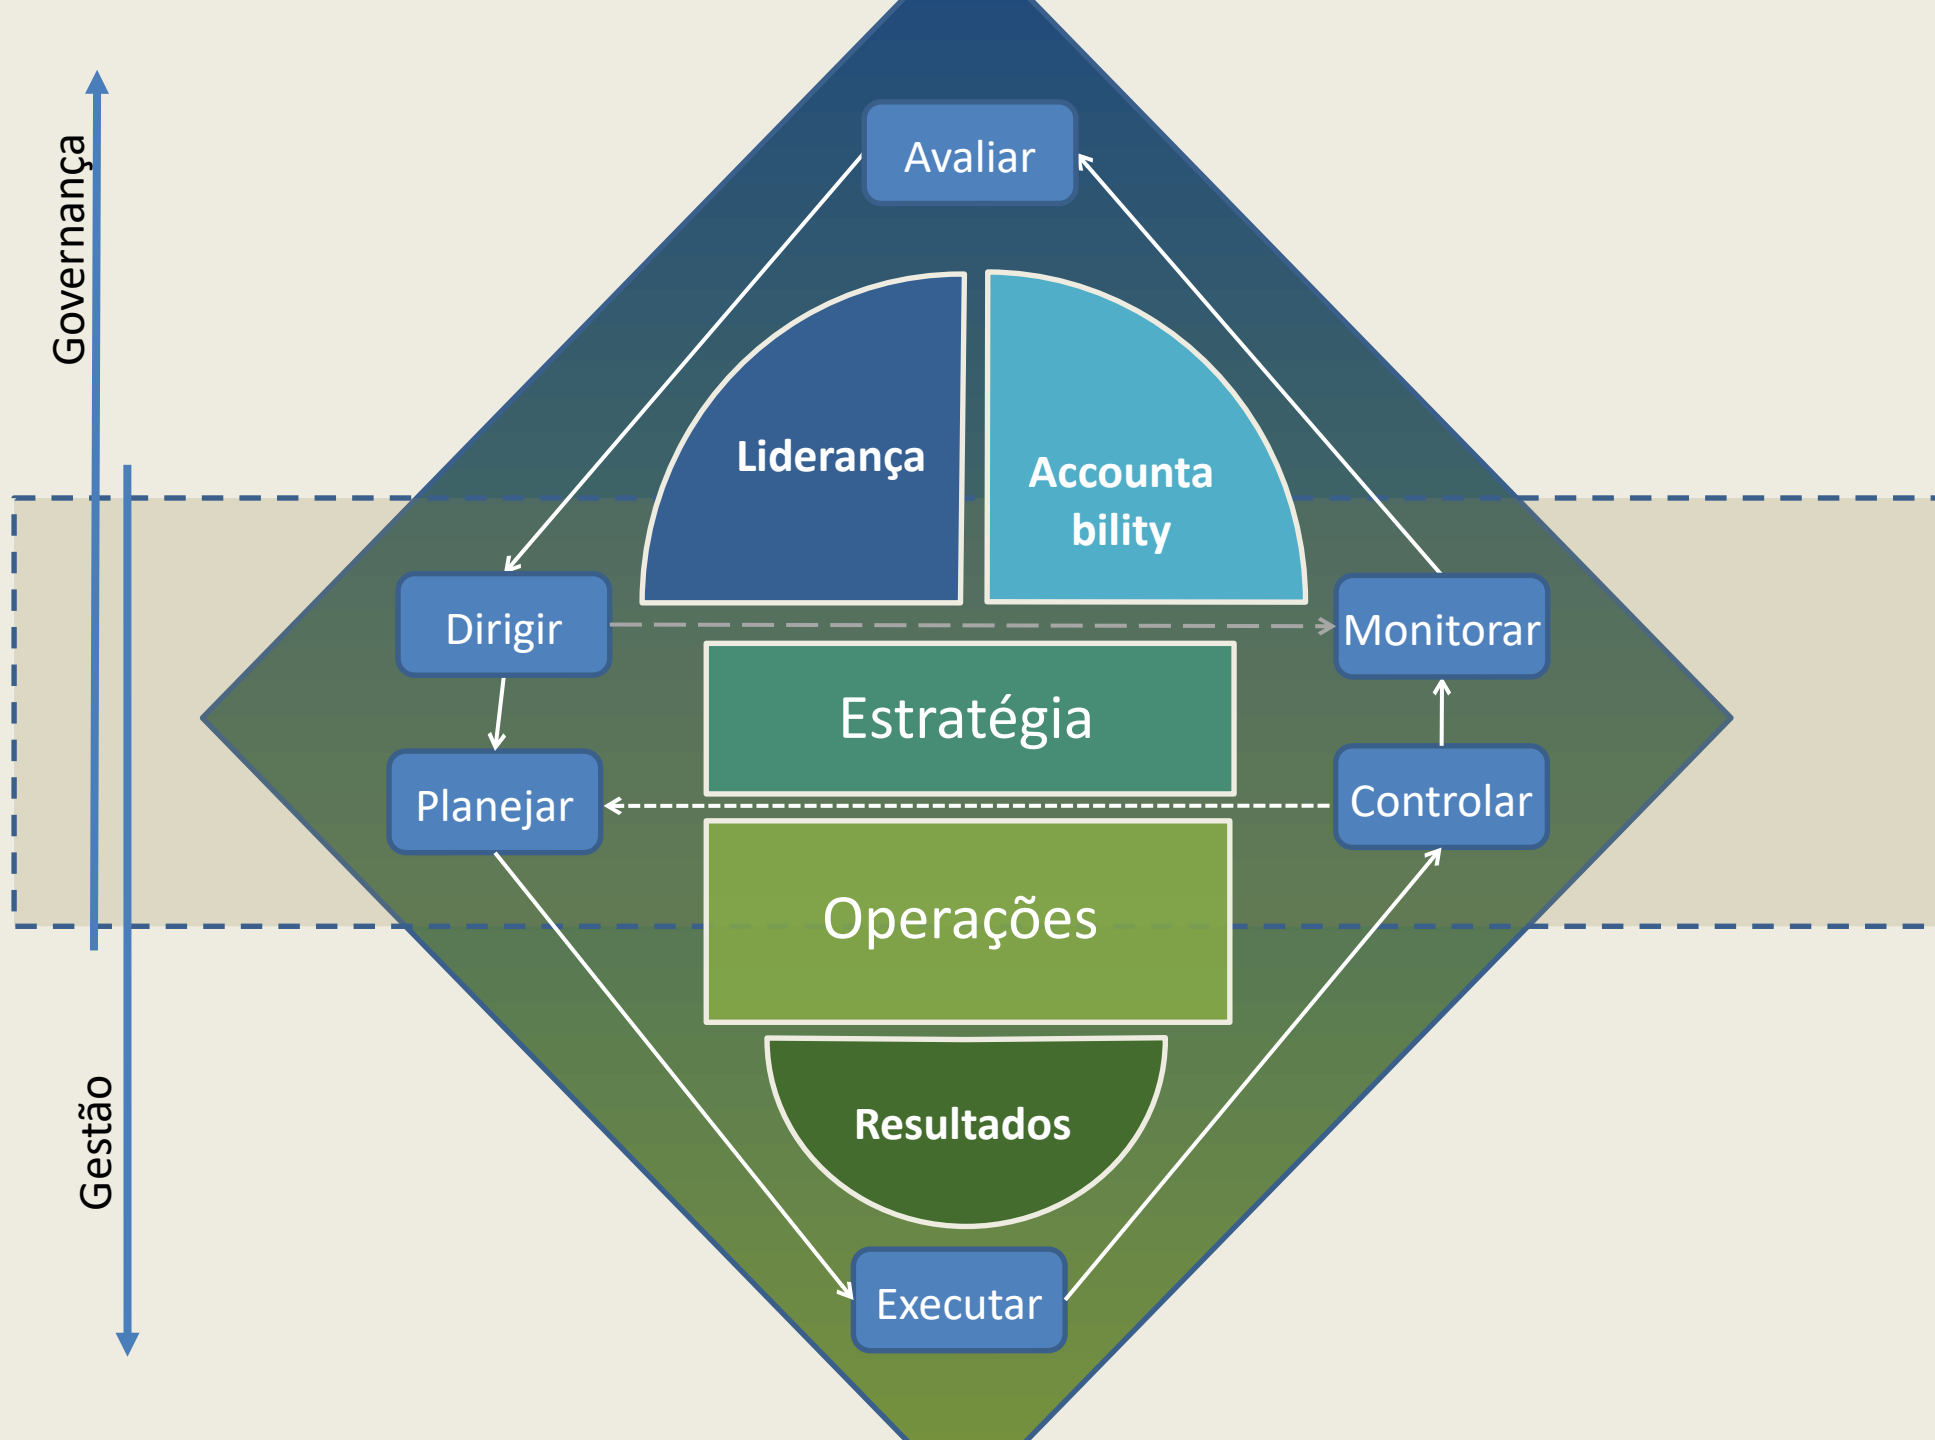 Governança
Avaliar
Liderança
Accounta
bility
Dirigir
Monitorar
Estratégia
Planejar
Controlar
Operações
Gestão
Resultados
Executar